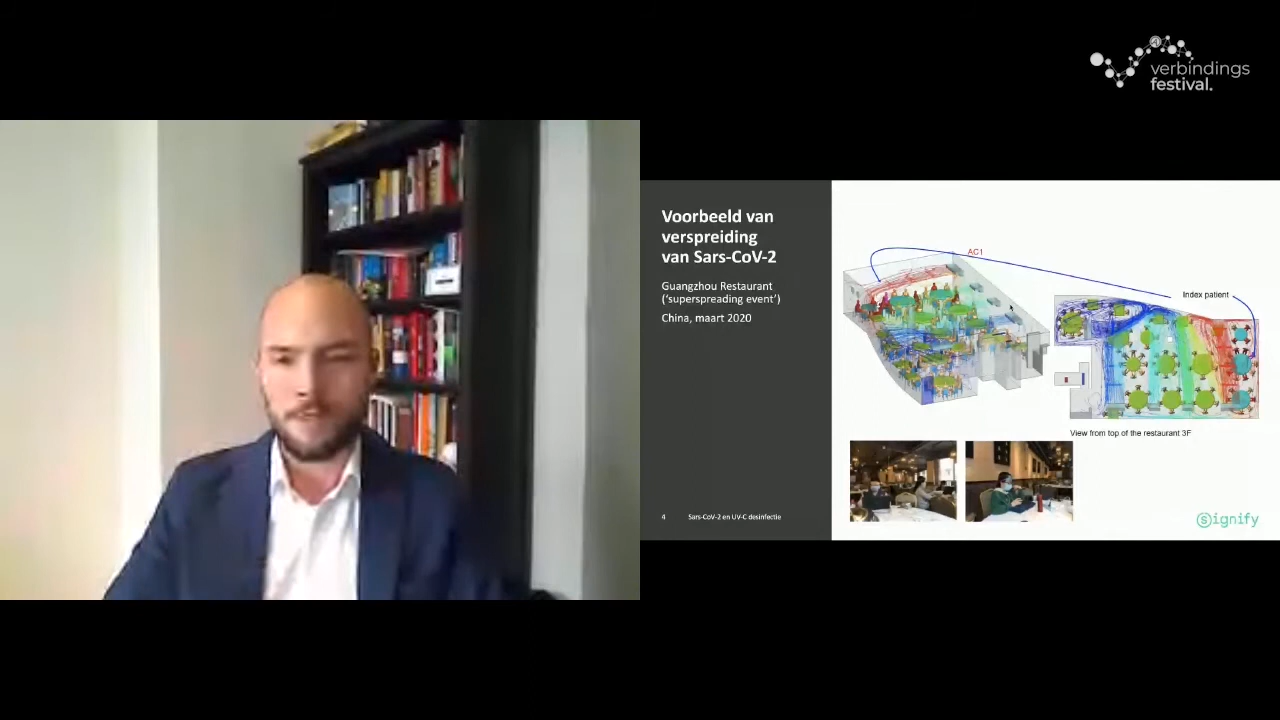 verbindings
festival.
Voorbeeld van
verspreiding
van Sars-CoV-2
Guangzhou Restaurant
('superspreading event')
China, maart 2020
AC1
Index patient
View from top of the restaurant 3F
4 Sars-CoV-2 en UV-C desinfectie
Signify